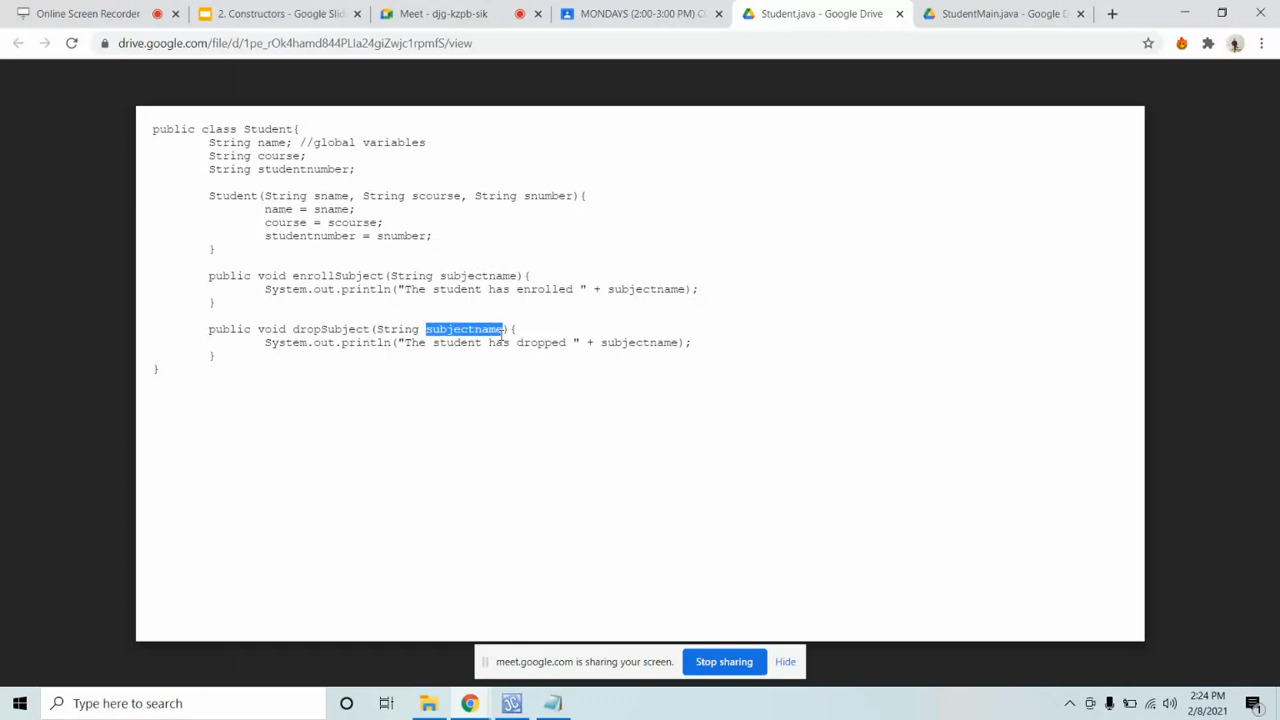 Online Screen Recorder
2. Constructors - Google Slid
Meet - djg-kzpb-sik
MONDAYS (2:00-3:00 PM) C
Student.java - Google Drive
StudentMain.java - Google D
drive.google.com/file/d/1pe_rOk4hamd844PLla24giZwjc1rpmfS/view
public class Student{
String name; //global variables
String course;
String studentnumber;
Student(String sname, String scourse, String snumber){
name = sname;
course = scourse;
studentnumber = snumber;
}
public void enrollSubject(String subjectname){
System.out.println("The student has enrolled " + subjectname);
}
public void dropSubject(String subjectname){
System.out.println("The student has dropped " + subjectname);
}
}
meet.google.com is sharing your screen.
Stop sharing
Hide
Type here to search
2:24 PM
2/8/2021
1